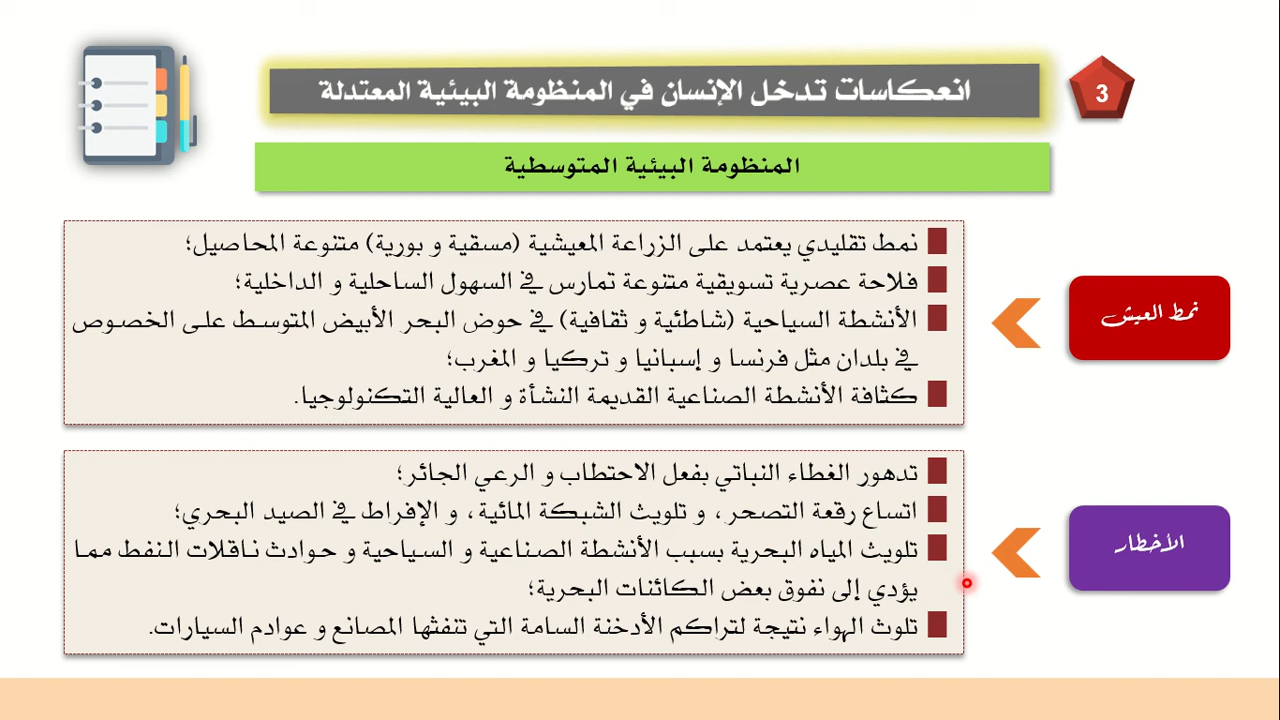 3
انعكاسات تدخل الإنسان في المنظومة البيئية المعتدلة
المنظومة البيئية المتوسطية
نمط العيش
نمط تقليدي يعتمد على الزراعة المعيشية (مسقية و بورية) متنوعة المحاصيل؛
فلاحة عصرية تسويقية متنوعة تمارس في السهول الساحلية و الداخلية؛
الأنشطة السياحية (شاطئية و ثقافية) في حوض البحر الأبيض المتوسط على الخصوص
في بلدان مثل فرنسا و إسبانيا و تركيا و المغرب؛
كثافة الأنشطة الصناعية القديمة النشأة و العالية التكنولوجيا.
الأخطار
تدهور الغطاء النباتي بفعل الاحتطاب و الرعي الجائر؛
اتساع رقعة التصحر، و تلويث الشبكة المائية، و الإفراط في الصيد البحري؛
تلويث المياه البحرية بسبب الأنشطة الصناعية و السياحية و حوادث ناقلات النفط مما
يؤدي إلى نفوق بعض الكائنات البحرية؛
تلوث الهواء نتيجة لتراكم الأدخنة السامة التي تنفثها المصانع و عوادم السيارات.